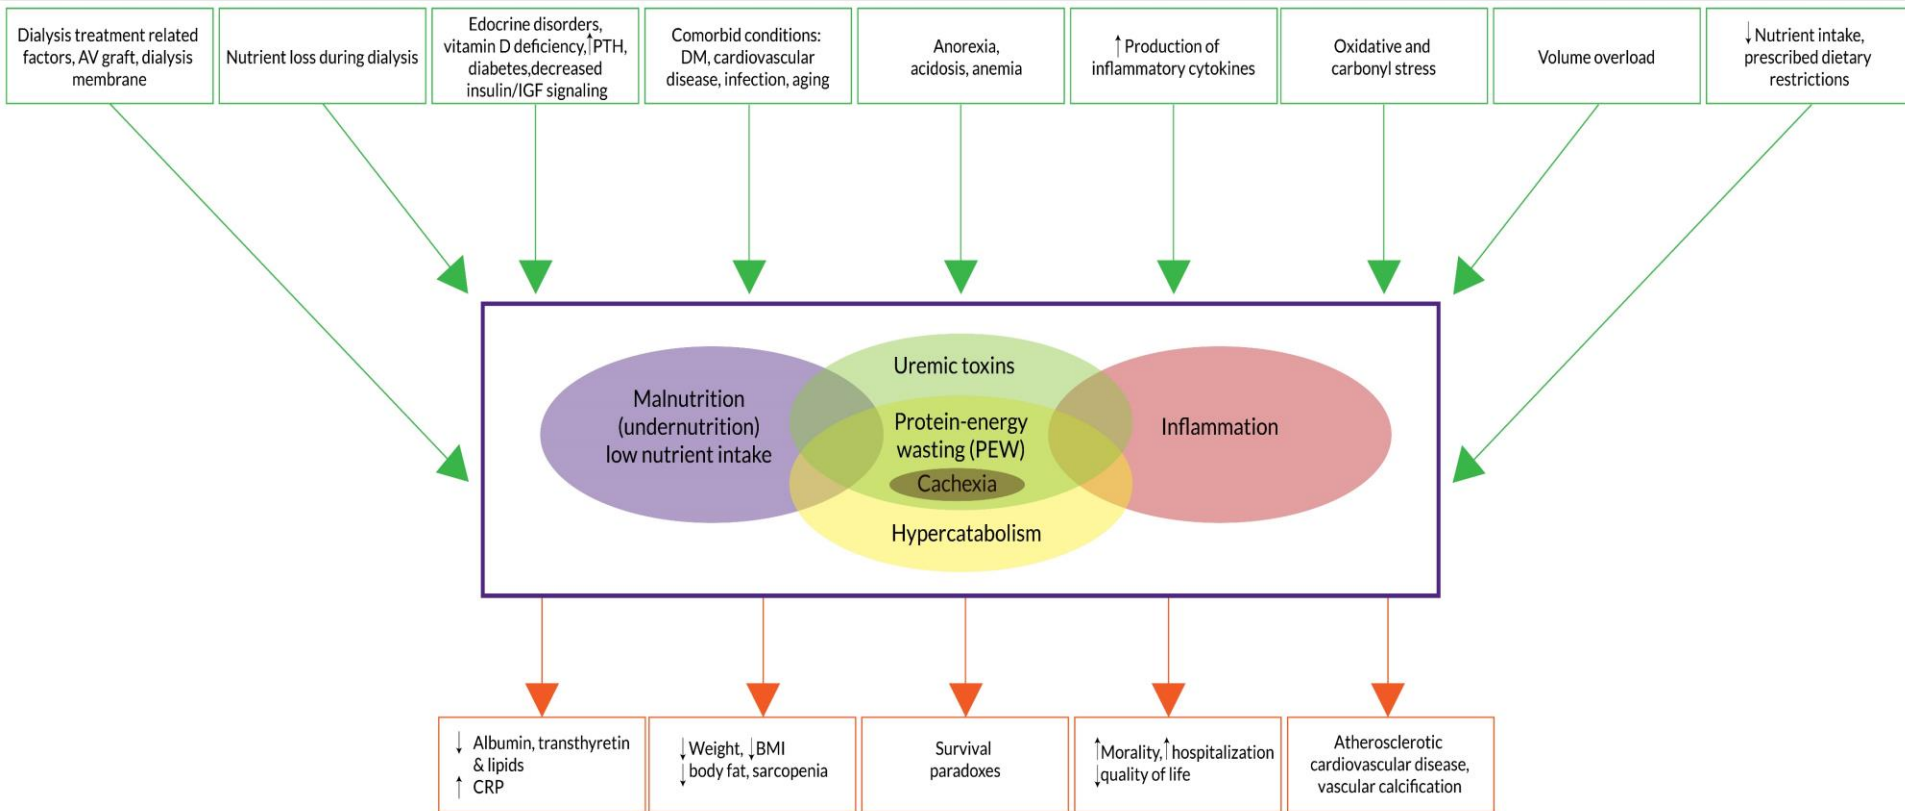 Dialysis treatment related
factors, AV graft, dialysis
membrane
Nutrient loss during dialysis
Edocrine disorders,
vitamin D deficiency,↑PTH,
diabetes,decreased
insulin/IGF signaling
Comorbid conditions:
DM, cardiovascular
disease, infection, aging
Anorexia,
acidosis, anemia
↑ Production of
inflammatory cytokines
Oxidative and
carbonyl stress
Volume overload
↓ Nutrient intake,
prescribed dietary
restrictions
Malnutrition
(undernutrition)
low nutrient intake
Uremic toxins
Protein-energy
wasting (PEW)
Cachexia
Hypercatabolism
Inflammation
↓ Albumin, transthyretin
& lipids
↑ CRP
↓Weight, ↓BMI
↓body fat, sarcopenia
Survival
paradoxes
↑Morality,↑hospitalization
↓quality of life
Atherosclerotic
cardiovascular disease,
vascular calcification